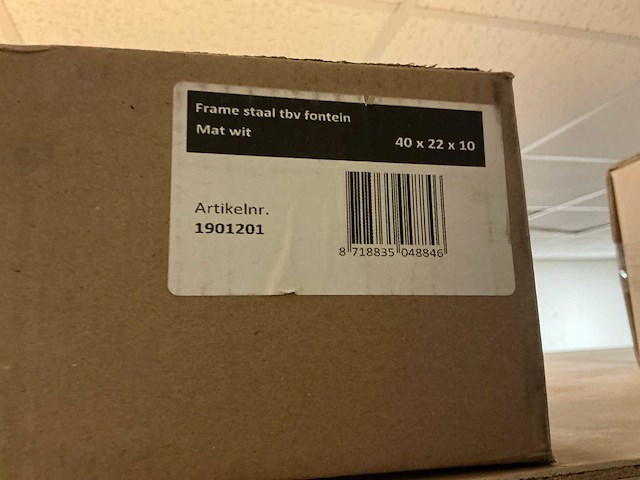 Frame staal tbv fontein
Mat wit
40 x 22 x 10
Artikelnr.
1901201
8 718835 048846